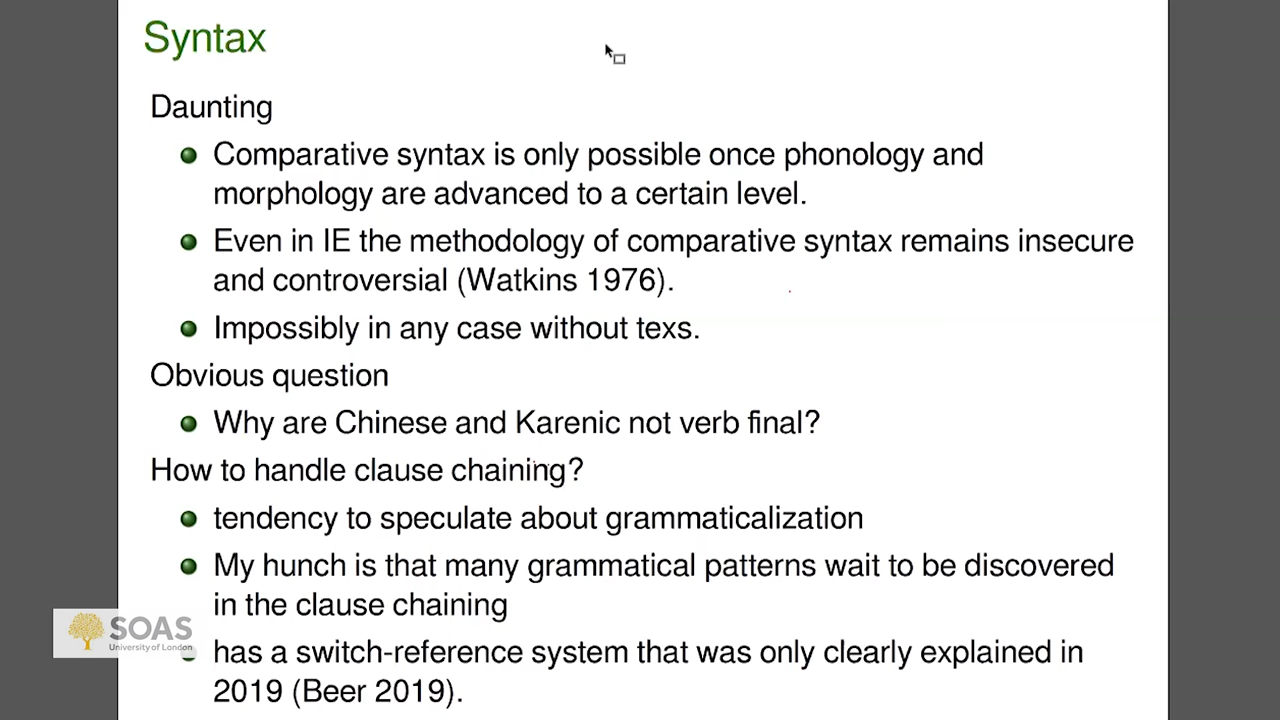 Syntax
Daunting
Comparative syntax is only possible once phonology and
morphology are advanced to a certain level.
Even in IE the methodology of comparative syntax remains insecure
and controversial (Watkins 1976).
Impossibly in any case without texs.
Obvious question
Why are Chinese and Karenic not verb final?
How to handle clause chaining?
tendency to speculate about grammaticalization
My hunch is that many grammatical patterns wait to be discovered
in the clause chaining
SOAS
University of London
has a switch-reference system that was only clearly explained in
2019 (Beer 2019).